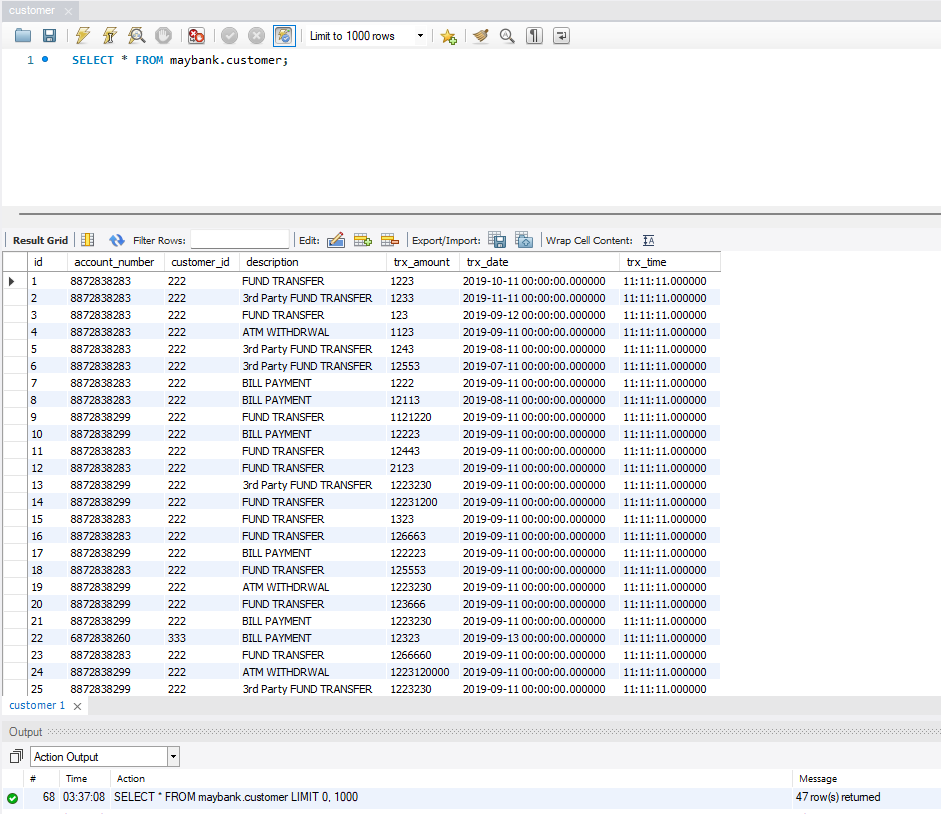 customer
Limit to 1000 rows
1 SELECT * FROM maybank.customer;
Result Grid Filter Rows: Edit: Export/Import: Wrap Cell Content: IA
id account_number customer_id description trx_amount trx_date trx_time
1 8872838283 222 FUND TRANSFER 1223 2019-10-11 00:00:00.000000 11:11:11.000000
2 8872838283 222 3rd Party FUND TRANSFER 1233 2019-11-11 00:00:00.000000 11:11:11.000000
3 8872838283 222 FUND TRANSFER 123 2019-09-12 00:00:00.000000 11:11:11.000000
4 8872838283 222 ATM WITHDRWAL 1123 2019-09-11 00:00:00.000000 11:11:11.000000
5 8872838283 222 3rd Party FUND TRANSFER 1243 2019-08-11 00:00:00.000000 11:11:11.000000
6 8872838283 222 3rd Party FUND TRANSFER 12553 2019-07-11 00:00:00.000000 11:11:11.000000
7 8872838283 222 BILL PAYMENT 1222 2019-09-11 00:00:00.000000 11:11:11.000000
8 8872838283 222 BILL PAYMENT 12113 2019-08-11 00:00:00.000000 11:11:11.000000
9 8872838299 222 FUND TRANSFER 1121220 2019-09-11 00:00:00.000000 11:11:11.000000
10 8872838299 222 BILL PAYMENT 12223 2019-09-11 00:00:00.000000 11:11:11.000000
11 8872838283 222 FUND TRANSFER 12443 2019-09-11 00:00:00.000000 11:11:11.000000
12 8872838283 222 FUND TRANSFER 2123 2019-09-11 00:00:00.000000 11:11:11.000000
13 8872838299 222 3rd Party FUND TRANSFER 1223230 2019-09-11 00:00:00.000000 11:11:11.000000
14 8872838299 222 FUND TRANSFER 12231200 2019-09-11 00:00:00.000000 11:11:11.000000
15 8872838283 222 FUND TRANSFER 1323 2019-09-11 00:00:00.000000 11:11:11.000000
16 8872838283 222 FUND TRANSFER 126663 2019-09-11 00:00:00.000000 11:11:11.000000
17 8872838299 222 BILL PAYMENT 122223 2019-09-11 00:00:00.000000 11:11:11.000000
18 8872838283 222 FUND TRANSFER 125553 2019-09-11 00:00:00.000000 11:11:11.000000
19 8872838299 222 ATM WITHDRWAL 1223230 2019-09-11 00:00:00.000000 11:11:11.000000
20 8872838299 222 FUND TRANSFER 123666 2019-09-11 00:00:00.000000 11:11:11.000000
21 8872838299 222 BILL PAYMENT 1223230 2019-09-11 00:00:00.000000 11:11:11.000000
22 6872838260 333 BILL PAYMENT 12323 2019-09-13 00:00:00.000000 11:11:11.000000
23 8872838283 222 FUND TRANSFER 1266660 2019-09-11 00:00:00.000000 11:11:11.000000
24 8872838299 222 ATM WITHDRWAL 1223120000 2019-09-11 00:00:00.000000 11:11:11.000000
25 8872838299 222 3rd Party FUND TRANSFER 1223230 2019-09-11 00:00:00.000000 11:11:11.000000
customer 1
Output
Action Output
# Time Action Message
68 03:37:08 SELECT * FROM maybank.customer LIMIT 0, 1000 47 row(s) returned